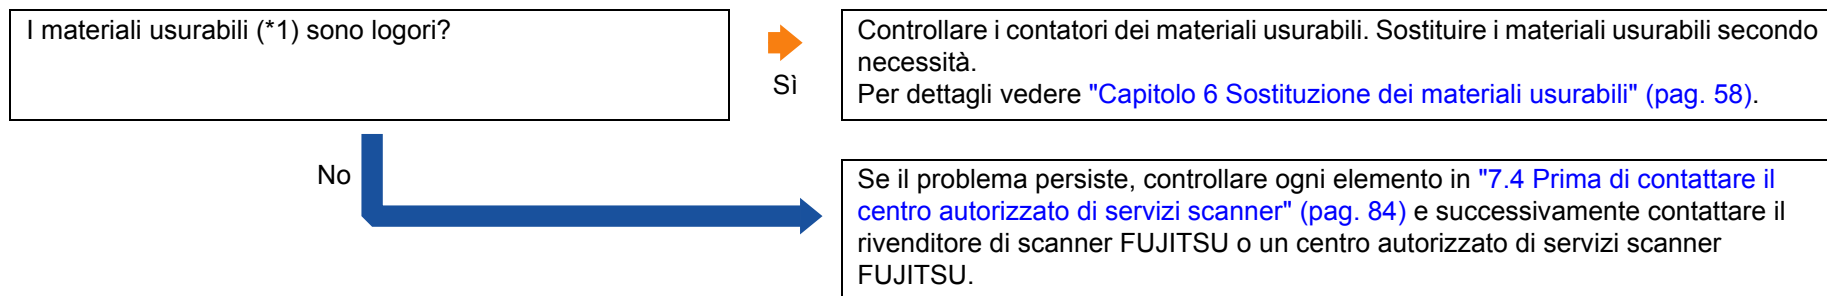 I materiali usurabili (*1) sono logori?
Sì
Controllare i contatori dei materiali usurabili. Sostituire i materiali usurabili secondo
necessità.
Per dettagli vedere "Capitolo 6 Sostituzione dei materiali usurabili" (pag. 58).
No
Se il problema persiste, controllare ogni elemento in "7.4 Prima di contattare il
centro autorizzato di servizi scanner" (pag. 84) e successivamente contattare il
rivenditore di scanner FUJITSU o un centro autorizzato di servizi scanner
FUJITSU.